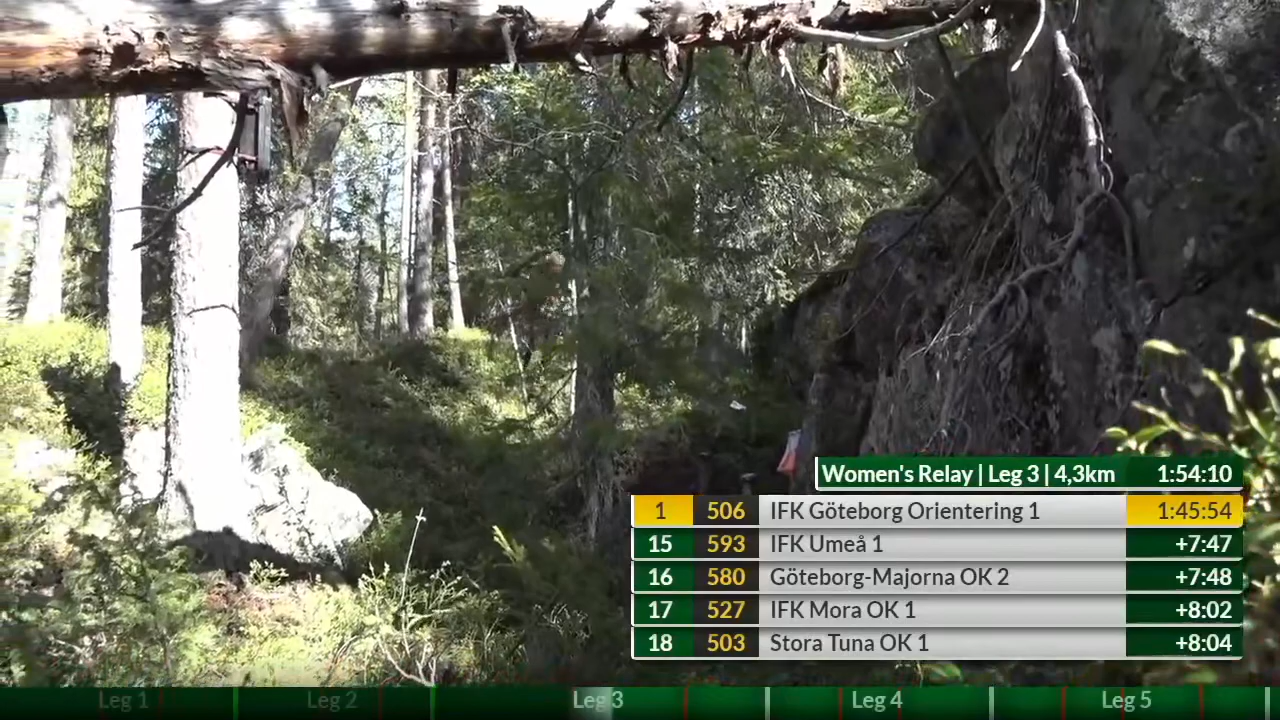 Women's Relay | Leg 3 | 4,3km 1:54:10
1 506 IFK Göteborg Orientering 1 1:45:54
15 593 IFK Umeå 1 +7:47
16 580 Göteborg-Majorna OK 2 +7:48
17 527 IFK Mora OK 1 +8:02
18 503 Stora Tuna OK 1 +8:04
Leg 1 Leg 2 Leg 3 Leg 4 Leg 5